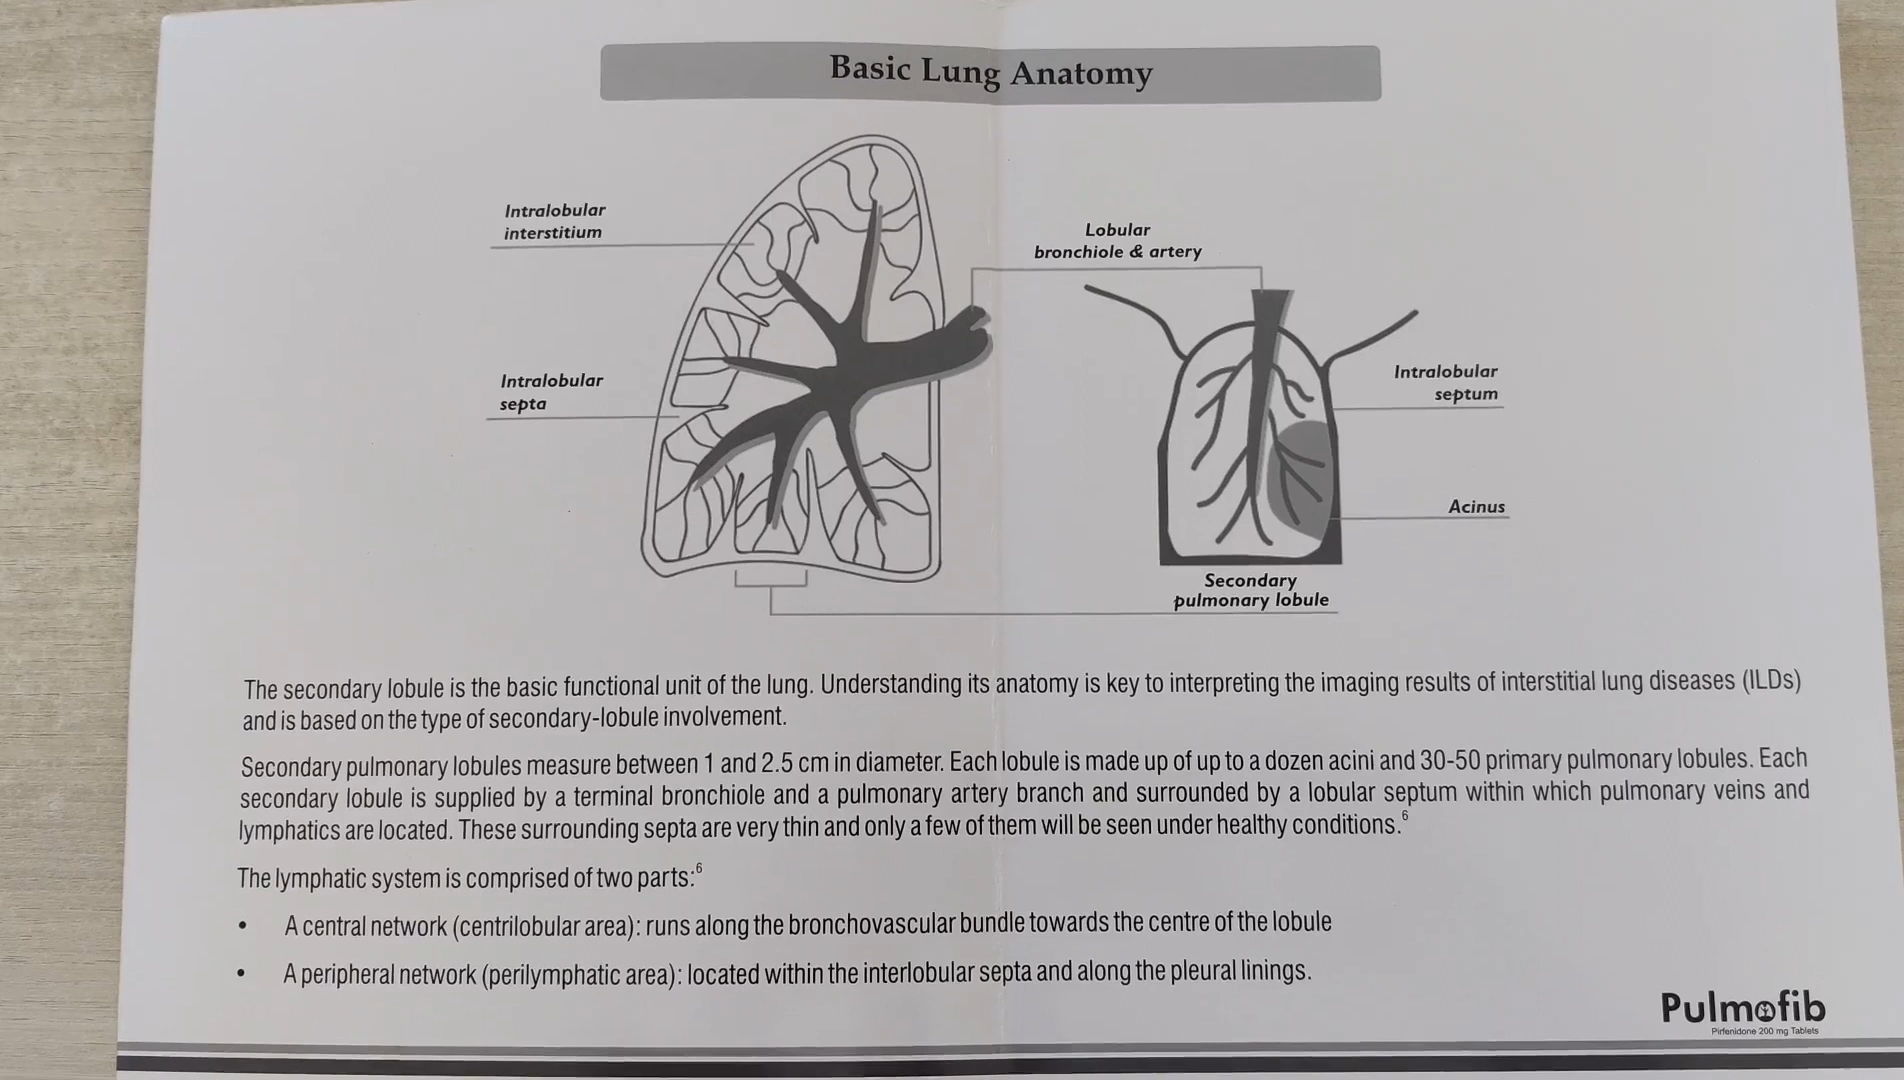 Basic Lung Anatomy
Intralobular
interstitium
Lobular
bronchiole & artery
Intralobular
septa
Intralobular
septum
Acinus
Secondary
pulmonary lobule
The secondary lobule is the basic functional unit of the lung. Understanding its anatomy is key to interpreting the imaging results of interstitial lung diseases (ILDs)
and is based on the type of secondary-lobule involvement.
Secondary pulmonary lobules measure between 1 and 2.5 cm in diameter. Each lobule is made up of up to a dozen acini and 30-50 primary pulmonary lobules. Each
secondary lobule is supplied by a terminal bronchiole and a pulmonary artery branch and surrounded by a lobular septum within which pulmonary veins and
lymphatics are located. These surrounding septa are very thin and only a few of them will be seen under healthy conditions.⁶
The lymphatic system is comprised of two parts:⁶
• A central network (centrilobular area): runs along the bronchovascular bundle towards the centre of the lobule
• A peripheral network (perilymphatic area): located within the interlobular septa and along the pleural linings.
Pulmofib
Pirfenidone 200 mg Tablets